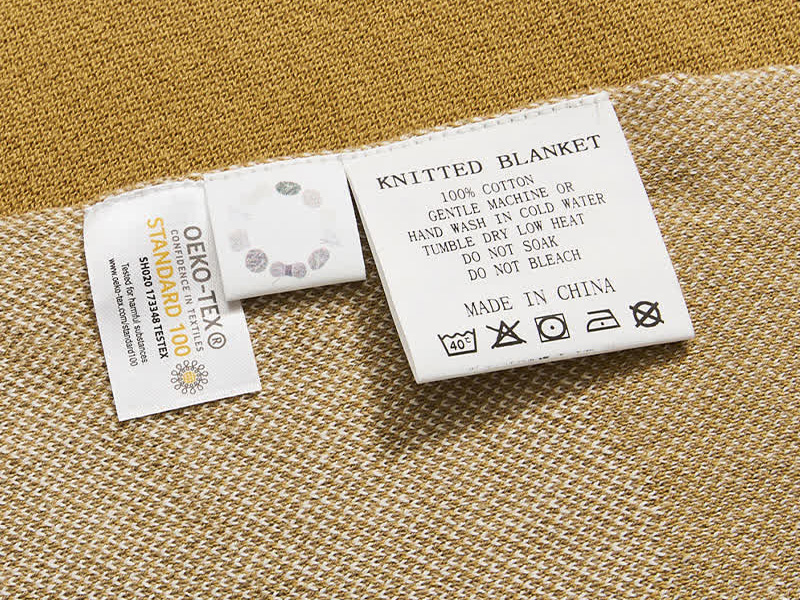 OEKO-TEX®
CONFIDENCE IN TEXTILES
STANDARD 100
SH020 173348 TESTEX
Tested for harmful substances
www.oeko-tex.com/standard100
KNITTED BLANKET
100% COTTON
GENTLE MACHINE OR
HAND WASH IN COLD WATER
TUMBLE DRY LOW HEAT
DO NOT SOAK
DO NOT BLEACH
MADE IN CHINA
40℃